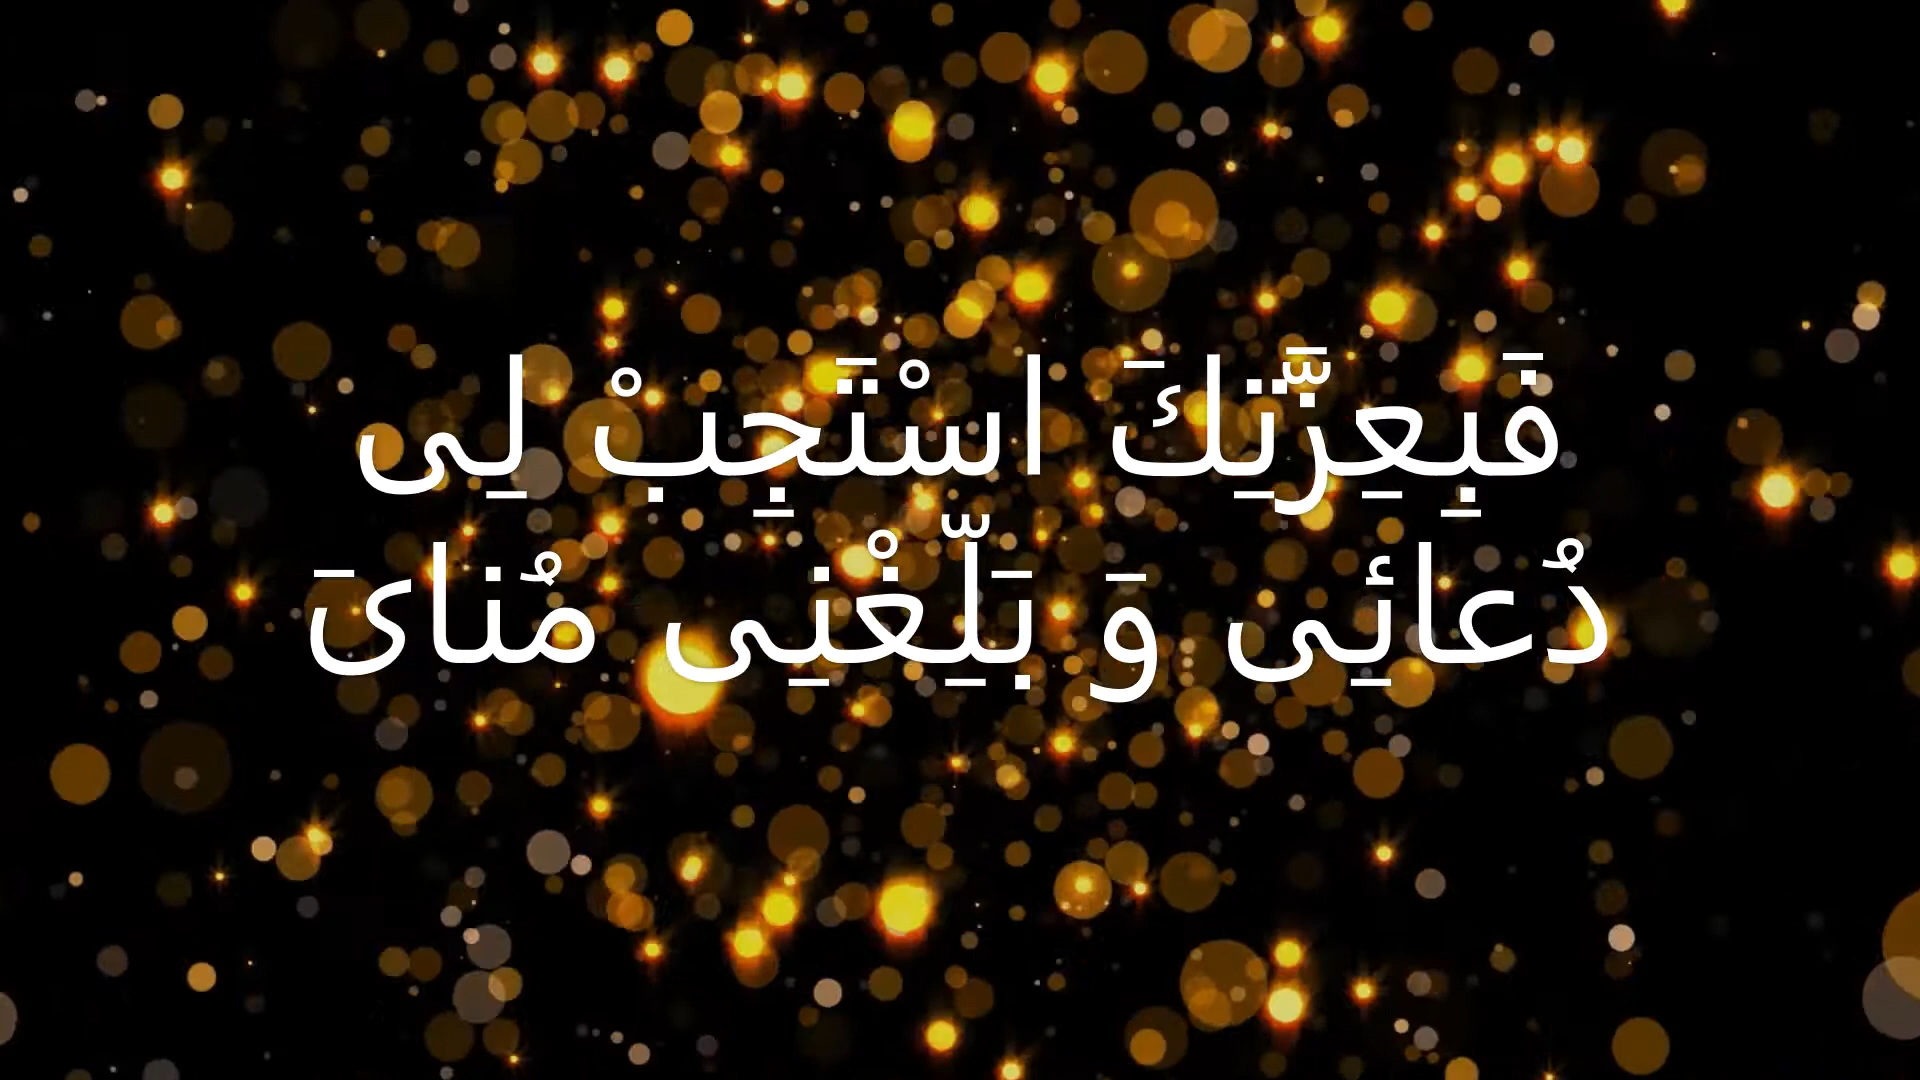 فَبِعِزَّتِكَ اسْتَجِبْ لِی
دُعائِی وَ بَلِّغْنِی مُنایَ